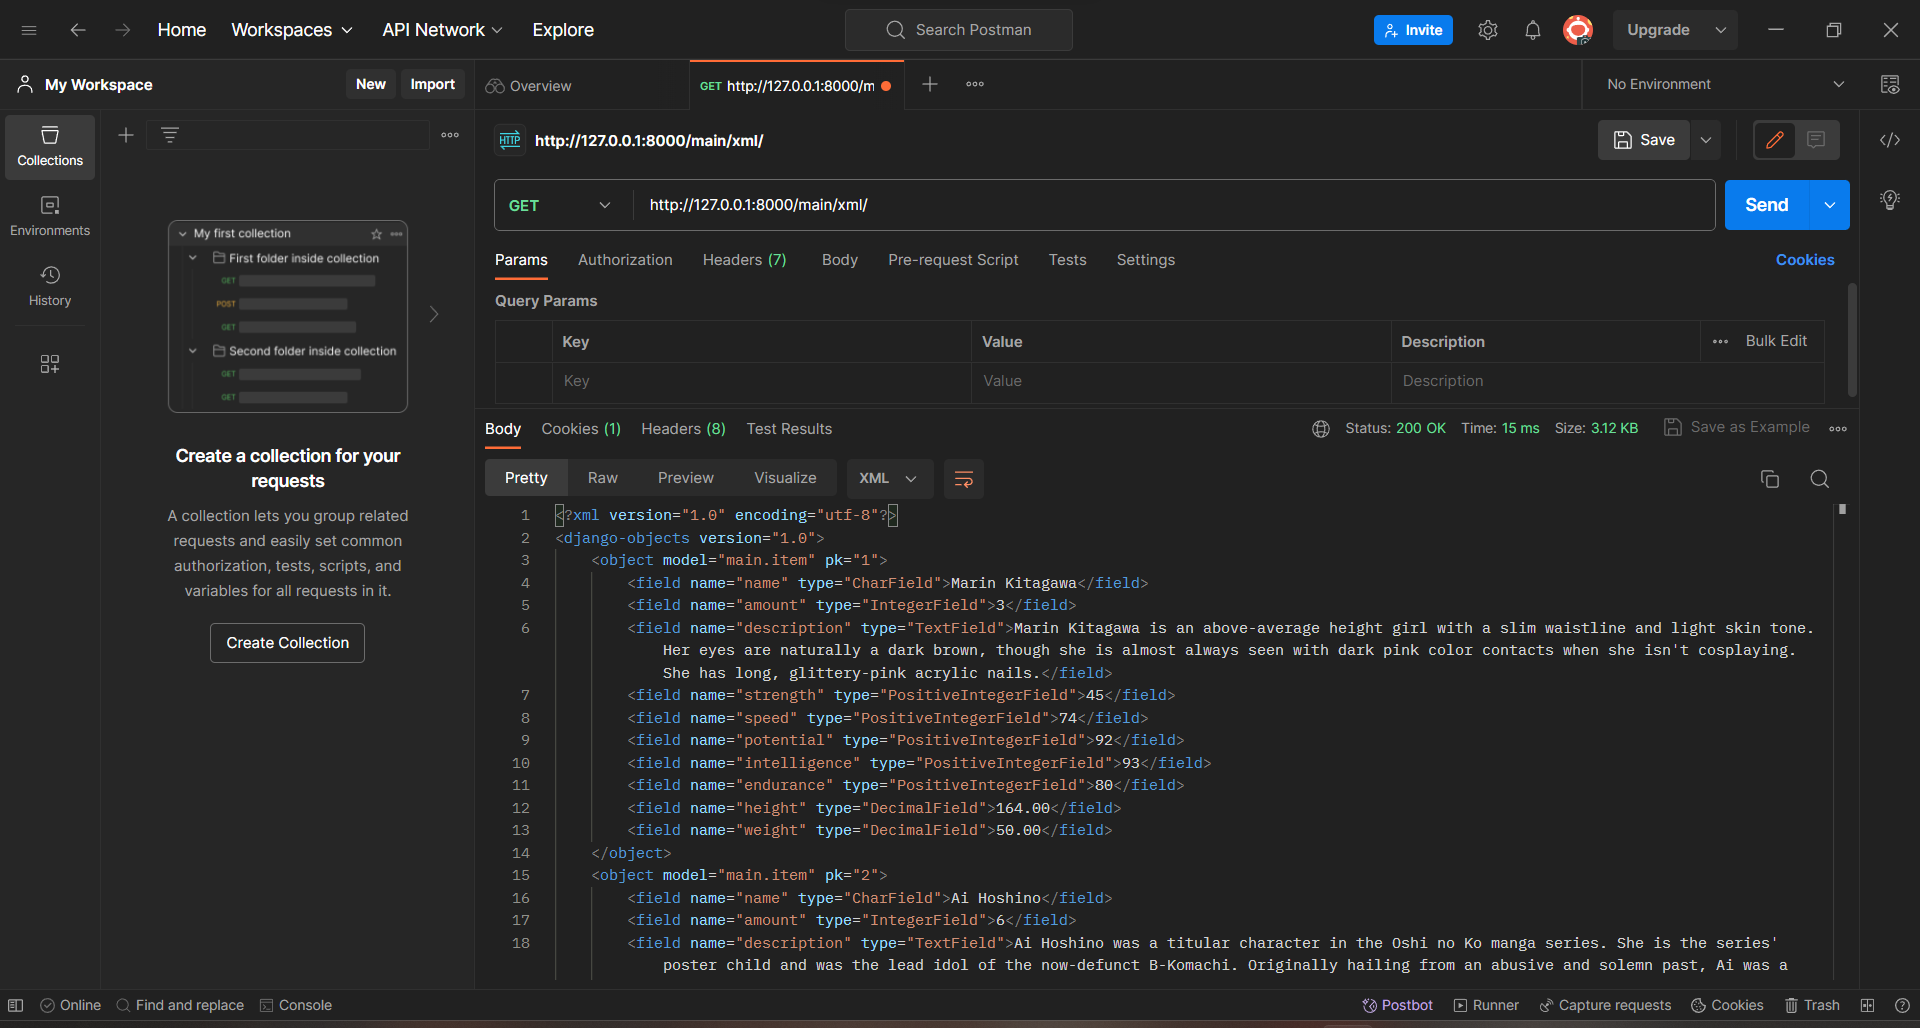 Home Workspaces API Network Explore Search Postman Invite Upgrade
My Workspace New Import Overview GET http://127.0.0.1:8000/m No Environment
Collections
Environments
History
My first collection
First folder inside collection
GET
POST
GET
Second folder inside collection
GET
GET
Create a collection for your
requests
A collection lets you group related
requests and easily set common
authorization, tests, scripts, and
variables for all requests in it.
Create Collection
HTTP http://127.0.0.1:8000/main/xml/ Save
GET http://127.0.0.1:8000/main/xml/ Send
Params Authorization Headers (7) Body Pre-request Script Tests Settings Cookies
Query Params
Key Value Description Bulk Edit
Key Value Description
Body Cookies (1) Headers (8) Test Results Status: 200 OK Time: 15 ms Size: 3.12 KB Save as Example
Pretty Raw Preview Visualize XML
1 <?xml version="1.0" encoding="utf-8"?>
2 <django-objects version="1.0">
3 <object model="main.item" pk="1">
4 <field name="name" type="CharField">Marin Kitagawa</field>
5 <field name="amount" type="IntegerField">3</field>
6 <field name="description" type="TextField">Marin Kitagawa is an above-average height girl with a slim waistline and light skin tone.
Her eyes are naturally a dark brown, though she is almost always seen with dark pink color contacts when she isn't cosplaying.
She has long, glittery-pink acrylic nails.</field>
7 <field name="strength" type="PositiveIntegerField">45</field>
8 <field name="speed" type="PositiveIntegerField">74</field>
9 <field name="potential" type="PositiveIntegerField">92</field>
10 <field name="intelligence" type="PositiveIntegerField">93</field>
11 <field name="endurance" type="PositiveIntegerField">80</field>
12 <field name="height" type="DecimalField">164.00</field>
13 <field name="weight" type="DecimalField">50.00</field>
14 </object>
15 <object model="main.item" pk="2">
16 <field name="name" type="CharField">Ai Hoshino</field>
17 <field name="amount" type="IntegerField">6</field>
18 <field name="description" type="TextField">Ai Hoshino was a titular character in the Oshi no Ko manga series. She is the series'
poster child and was the lead idol of the now-defunct B-Komachi. Originally hailing from an abusive and solemn past, Ai was a
Online Find and replace Console Postbot Runner Capture requests Cookies Trash